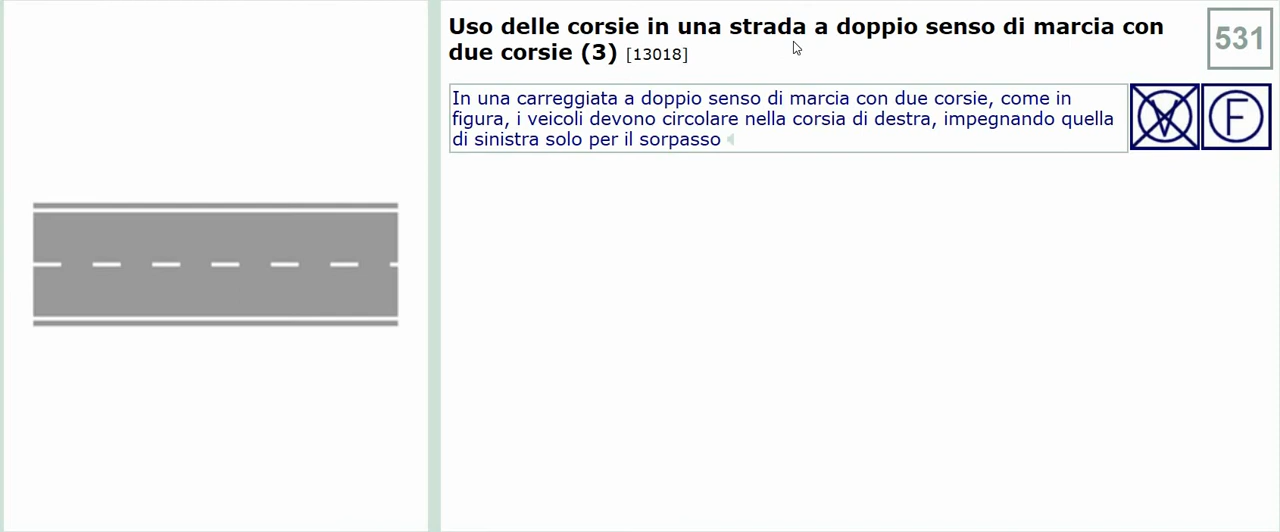 Uso delle corsie in una strada a doppio senso di marcia con
due corsie (3) [13018]
531
In una carreggiata a doppio senso di marcia con due corsie, come in
figura, i veicoli devono circolare nella corsia di destra, impegnando quella
di sinistra solo per il sorpasso
V F